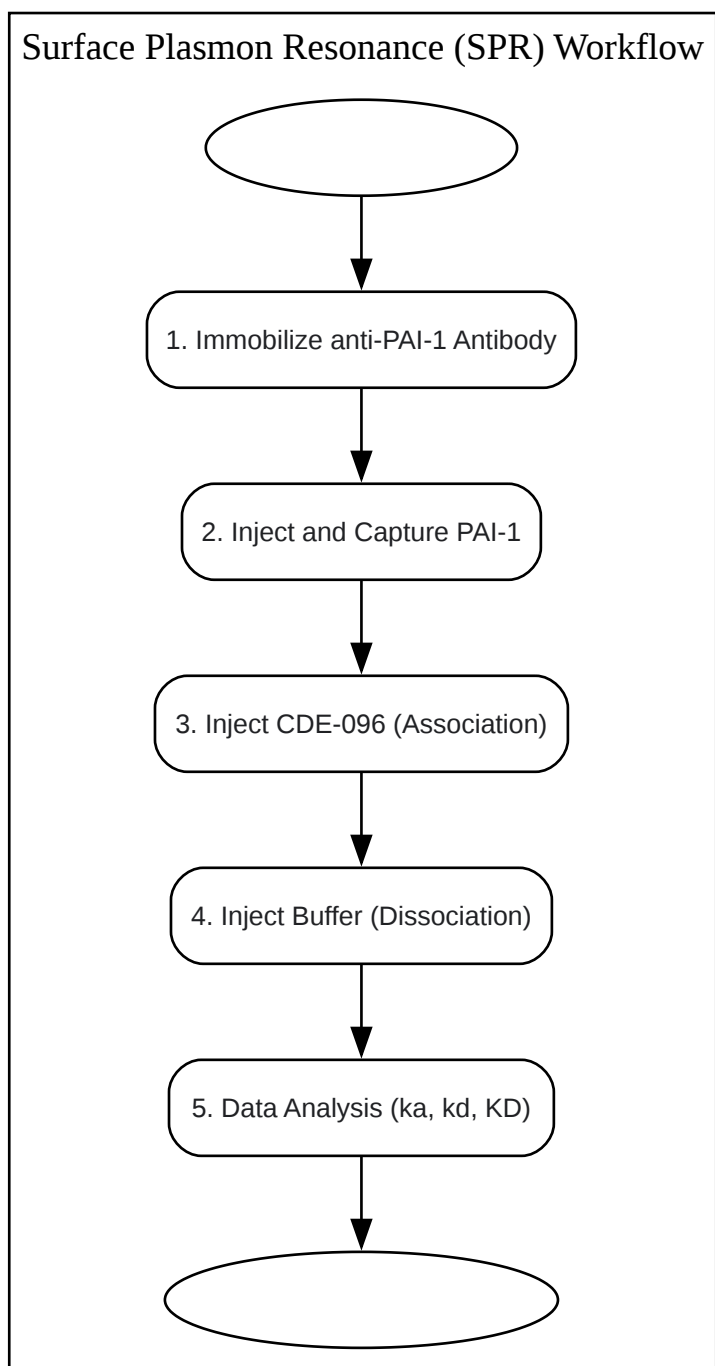 Surface Plasmon Resonance (SPR) Workflow
1. Immobilize anti-PAI-1 Antibody
2. Inject and Capture PAI-1
3. Inject CDE-096 (Association)
4. Inject Buffer (Dissociation)
5. Data Analysis (ka, kd, KD)